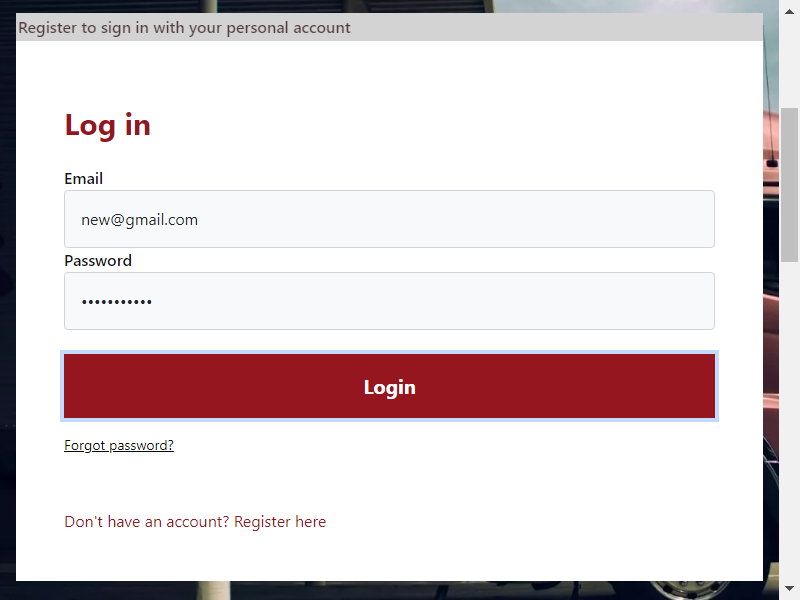 Register to sign in with your personal account
Log in
Email
new@gmail.com
Password
•••••••••••
Login
Forgot password?
Don't have an account? Register here